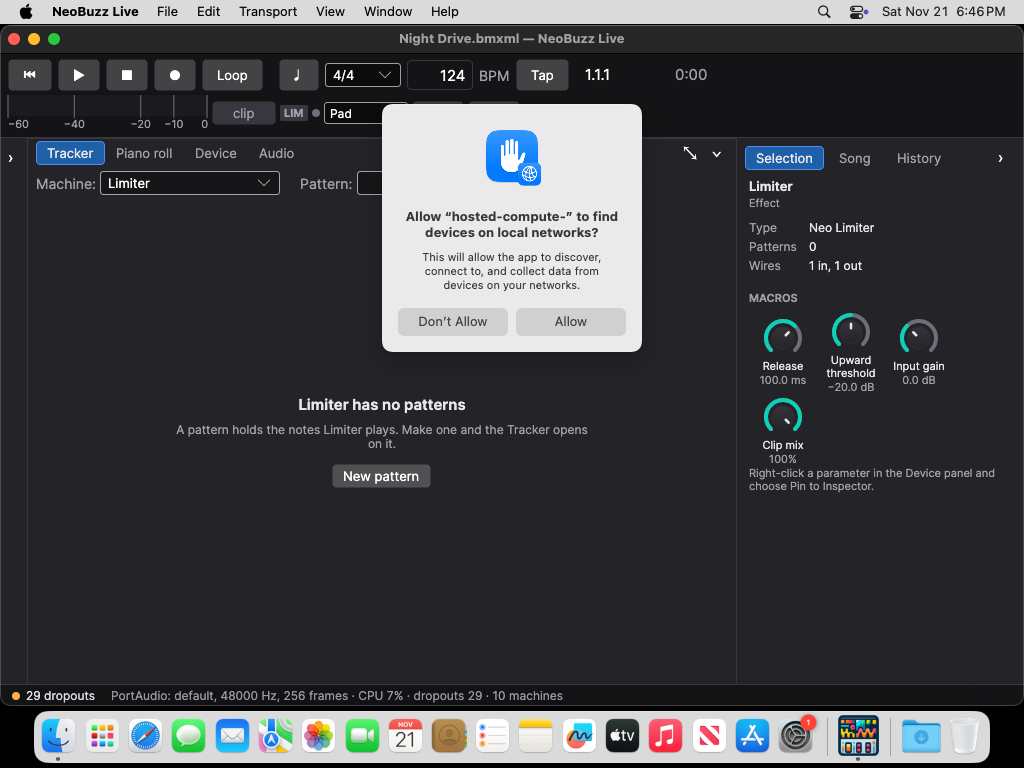 NeoBuzz Live File Edit Transport View Window Help Sat Nov 21 6:46 PM
Night Drive.bmxml — NeoBuzz Live
Loop 4/4 124 BPM Tap 1.1.1 0:00
−60 −40 −20 −10 0 clip LIM Pad
Tracker Piano roll Device Audio
Machine: Limiter Pattern:
Allow “hosted-compute-” to find
devices on local networks?
This will allow the app to discover,
connect to, and collect data from
devices on your networks.
Don’t Allow Allow
Limiter has no patterns
A pattern holds the notes Limiter plays. Make one and the Tracker opens
on it.
New pattern
Selection Song History
Limiter
Effect
Type Neo Limiter
Patterns 0
Wires 1 in, 1 out
MACROS
Release
100.0 ms
Upward
threshold
−20.0 dB
Input gain
0.0 dB
Clip mix
100%
Right-click a parameter in the Device panel and
choose Pin to Inspector.
29 dropouts PortAudio: default, 48000 Hz, 256 frames · CPU 7% · dropouts 29 · 10 machines
NOV
21
tv
1